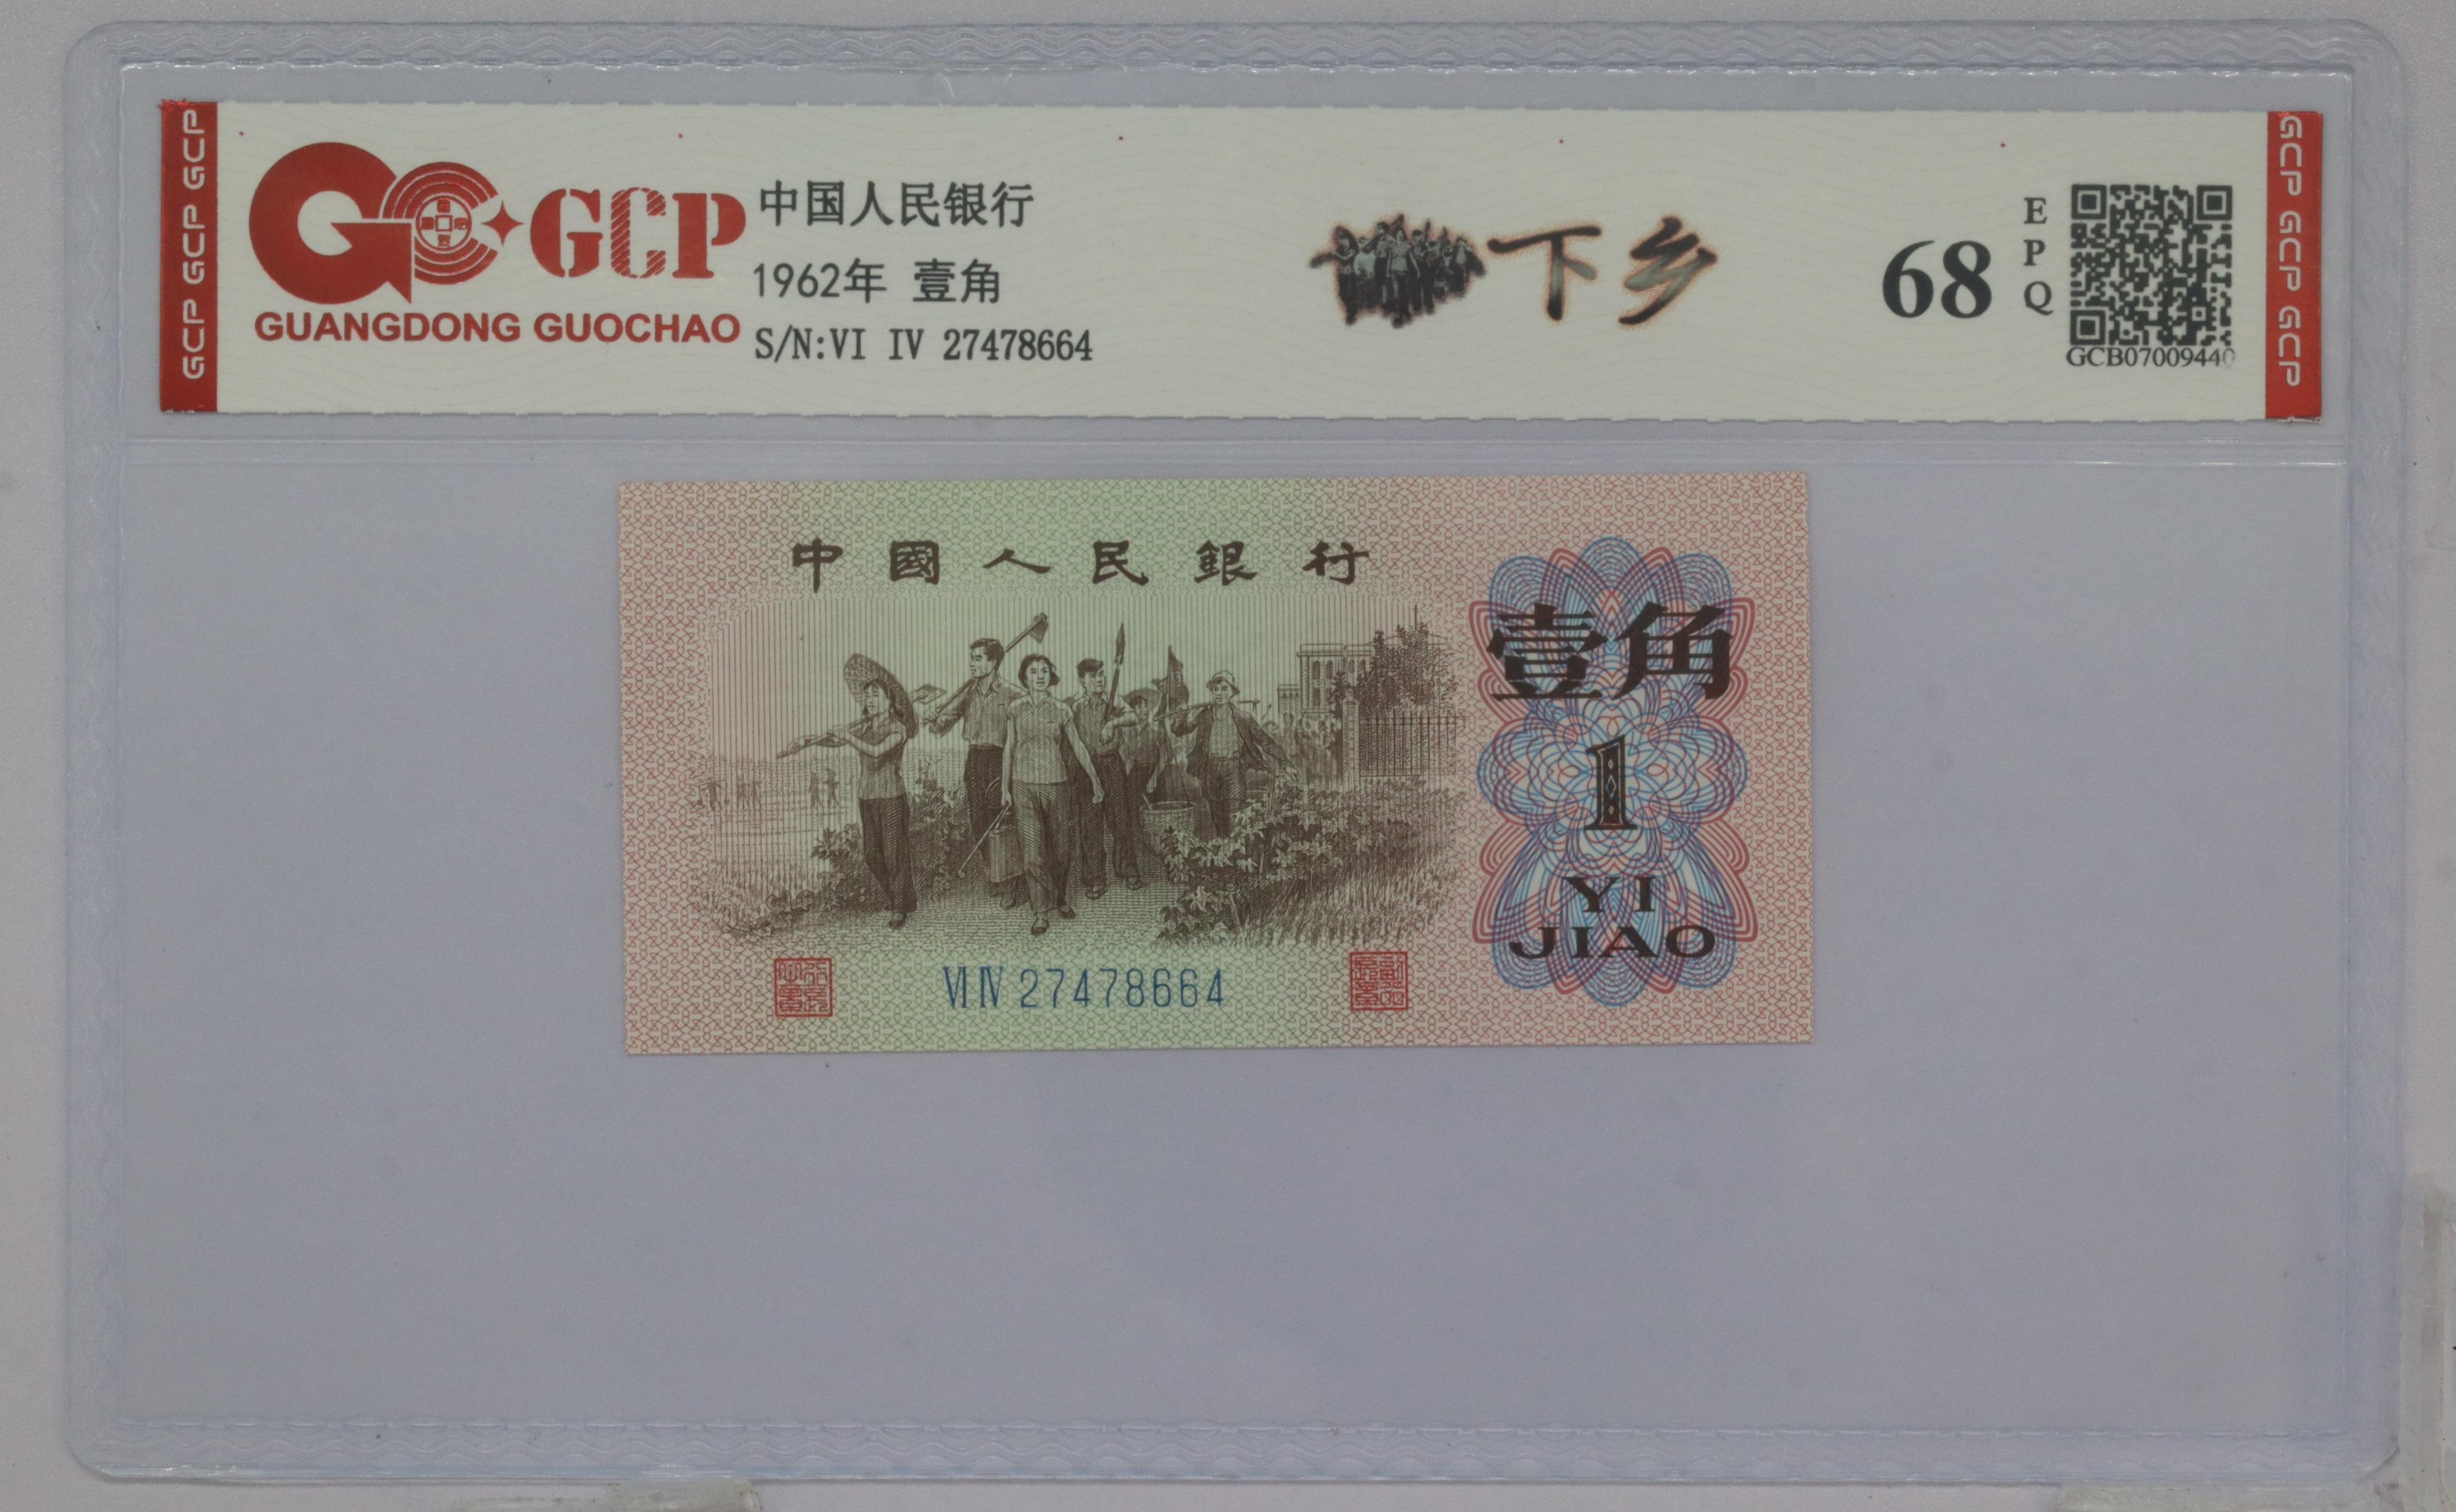 GCP GCP GCP
GCP
GUANGDONG GUOCHAO
中国人民银行
1962年 壹角
S/N:VI IV 27478664
下乡
68
EPQ
GCB07009440
GCP GCP GCP
中國人民銀行
壹角
1
YI
JIAO
VI IV 27478664